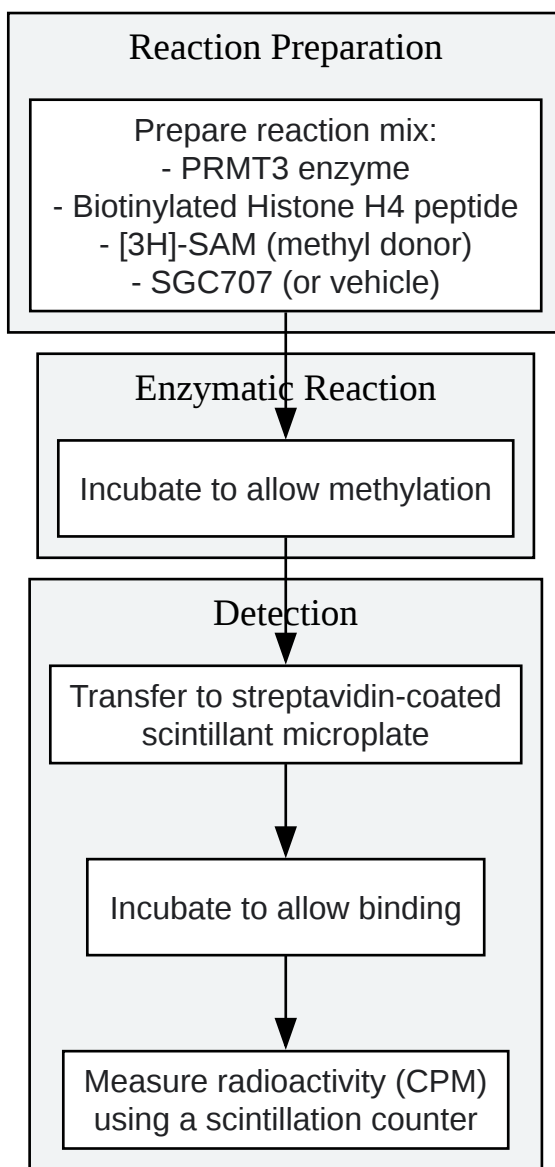 Reaction Preparation
Prepare reaction mix:
- PRMT3 enzyme
- Biotinylated Histone H4 peptide
- [3H]-SAM (methyl donor)
- SGC707 (or vehicle)
Enzymatic Reaction
Incubate to allow methylation
Detection
Transfer to streptavidin-coated
scintillant microplate
Incubate to allow binding
Measure radioactivity (CPM)
using a scintillation counter